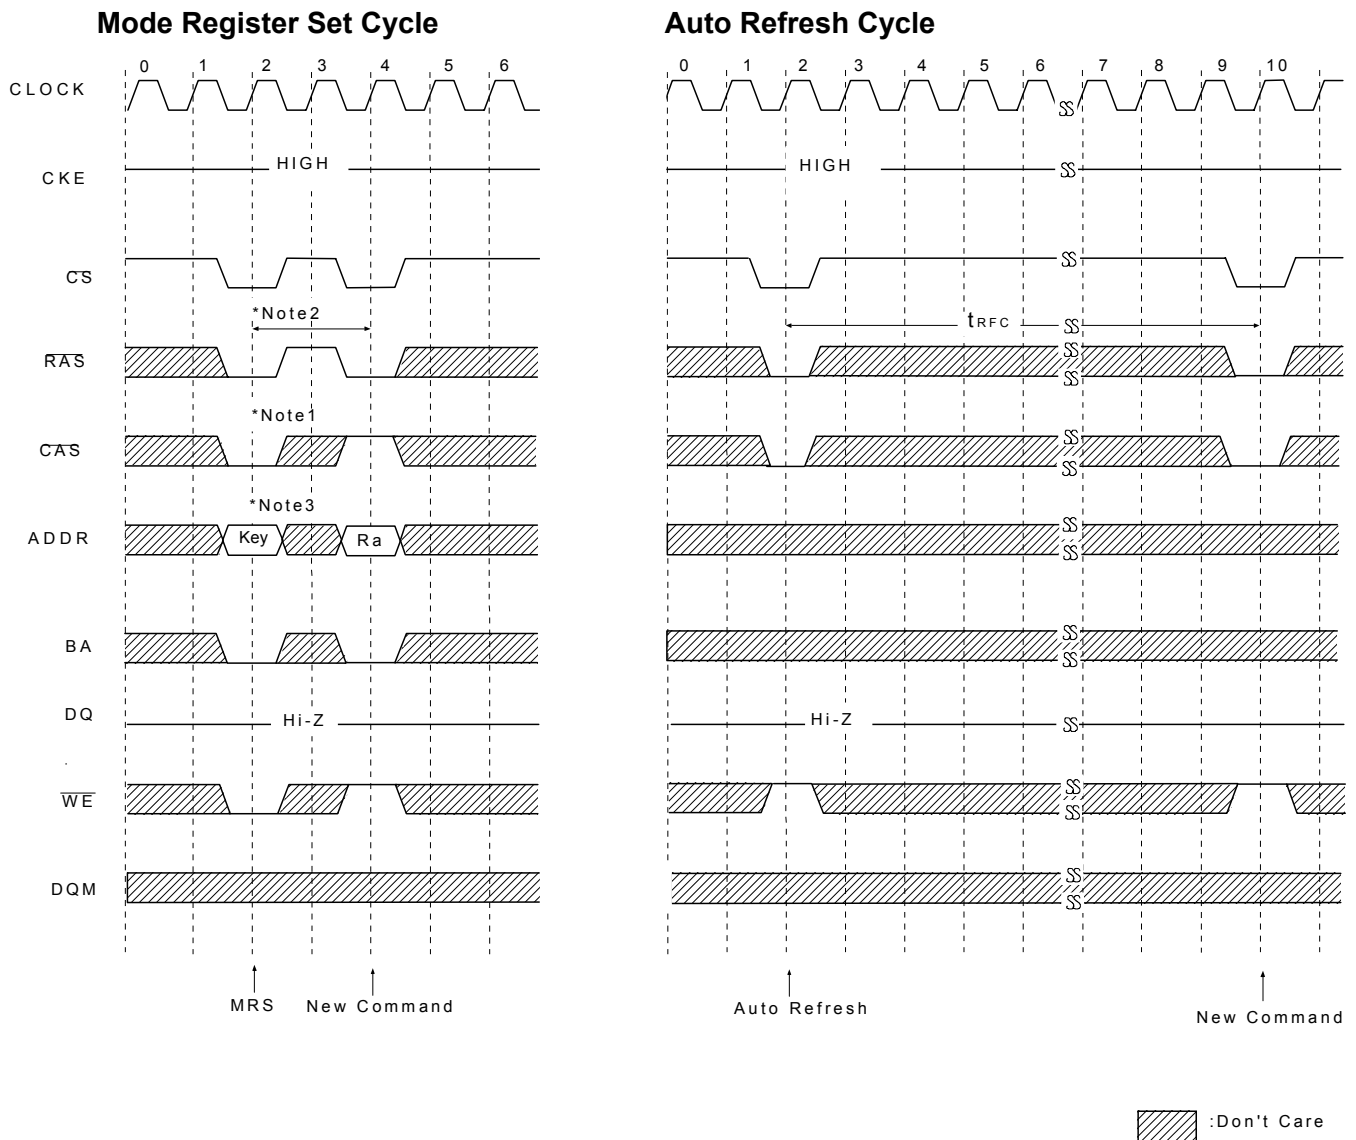 Mode Register Set Cycle
Auto Refresh Cycle
0 1 2 3 4 5 6
0 1 2 3 4 5 6 7 8 9 10
CLOCK
CKE
HIGH
HIGH
CS
*Note2
tRFC
RAS
*Note1
CAS
*Note3
ADDR
Key
Ra
BA
DQ
Hi-Z
Hi-Z
WE
DQM
MRS
New Command
Auto Refresh
New Command
:Don't Care